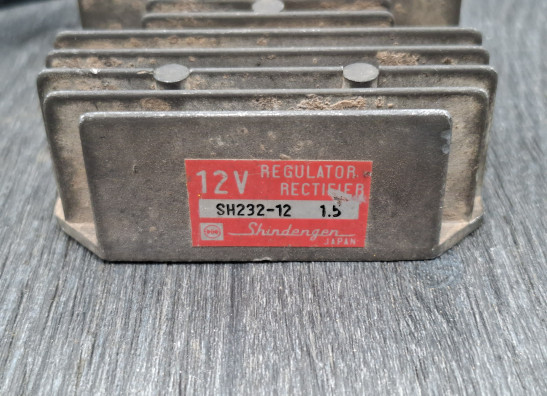 12V REGULATOR
RECTIFIER
SH232-12 1.5
Shindengen
JAPAN